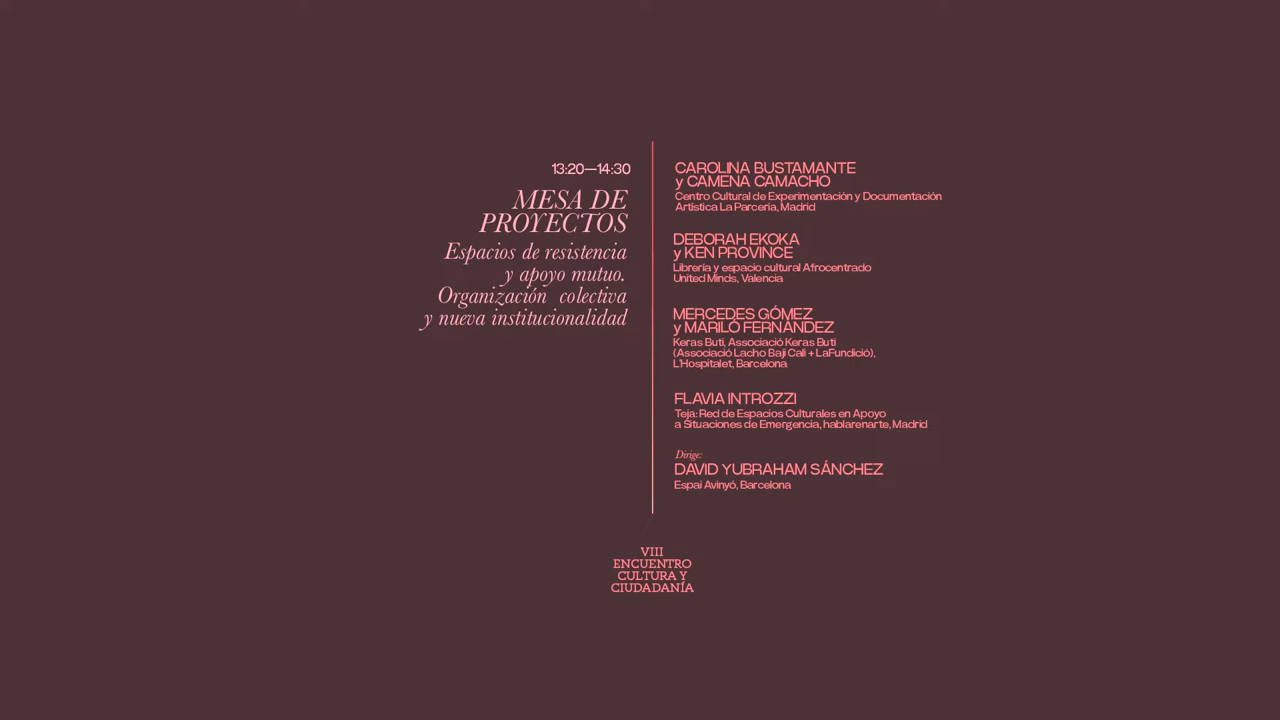 13:20—14:30
MESA DE
PROYECTOS
Espacios de resistencia
y apoyo mutuo.
Organización colectiva
y nueva institucionalidad
CAROLINA BUSTAMANTE
y CAMENA CAMACHO
Centro Cultural de Experimentación y Documentación
Artística La Parcería, Madrid
DEBORAH EKOKA
y KEN PROVINCE
Librería y espacio cultural Afrocentrado
United Minds, Valencia
MERCEDES GÓMEZ
y MARILÓ FERNÁNDEZ
Keras Buti, Associació Keras Buti
(Associació Lacho Baji Cali + LaFundició),
L'Hospitalet, Barcelona
FLAVIA INTROZZI
Teja: Red de Espacios Culturales en Apoyo
a Situaciones de Emergencia, hablarenarte, Madrid
Dirige:
DAVID YUBRAHAM SÁNCHEZ
Espai Avinyó, Barcelona
VIII
ENCUENTRO
CULTURA Y
CIUDADANÍA